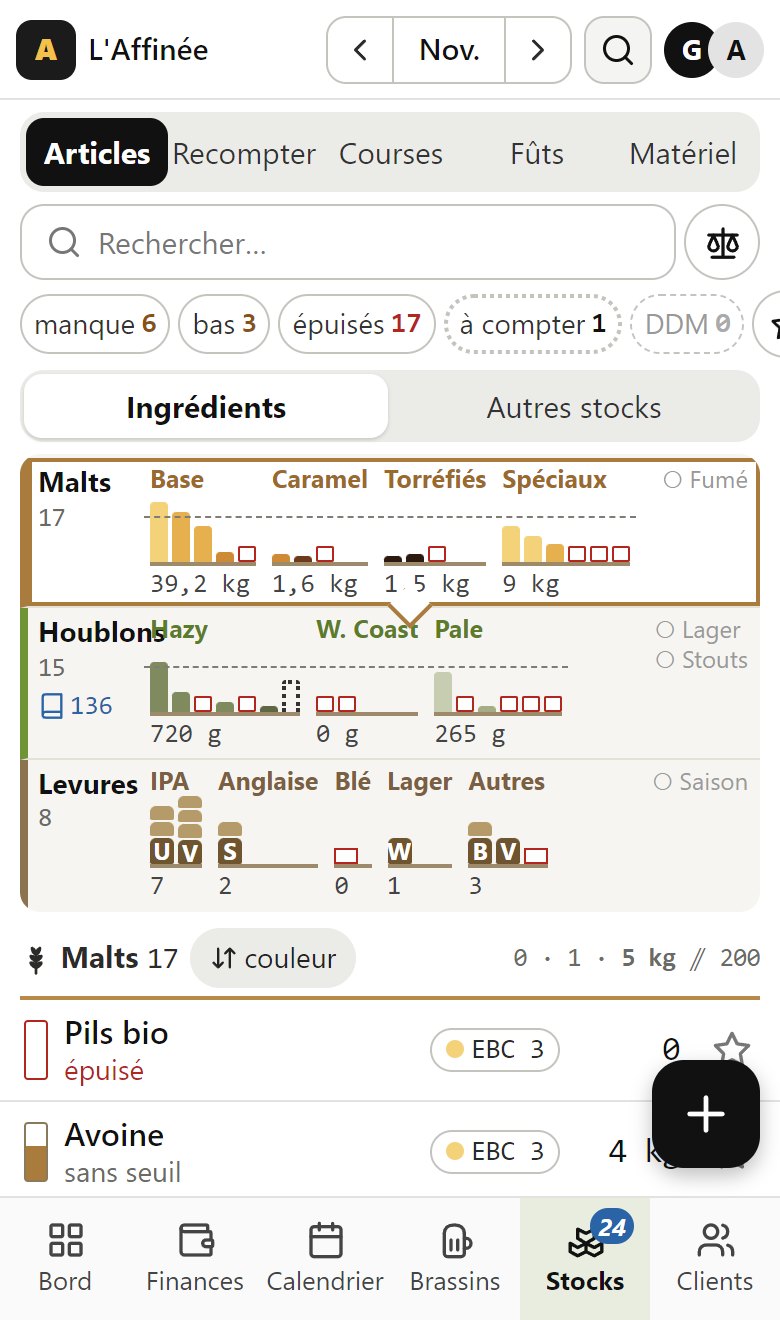 A L'Affinée Nov. G A
Articles Recompter Courses Fûts Matériel
Rechercher...
manque 6 bas 3 épuisés 17 à compter 1 DDM 0
Ingrédients Autres stocks
Malts Base Caramel Torréfiés Spéciaux Fumé
17
39,2 kg 1,6 kg 1,5 kg 9 kg
Houblons Hazy W. Coast Pale Lager
15 Stouts
136
720 g 0 g 265 g
Levures IPA Anglaise Blé Lager Autres Saison
8
U V S W B V
7 2 0 1 3
Malts 17 couleur 0 · 1 · 5 kg // 200
Pils bio EBC 3 0
épuisé
Avoine EBC 3 4 kg
sans seuil
24
Bord Finances Calendrier Brassins Stocks Clients